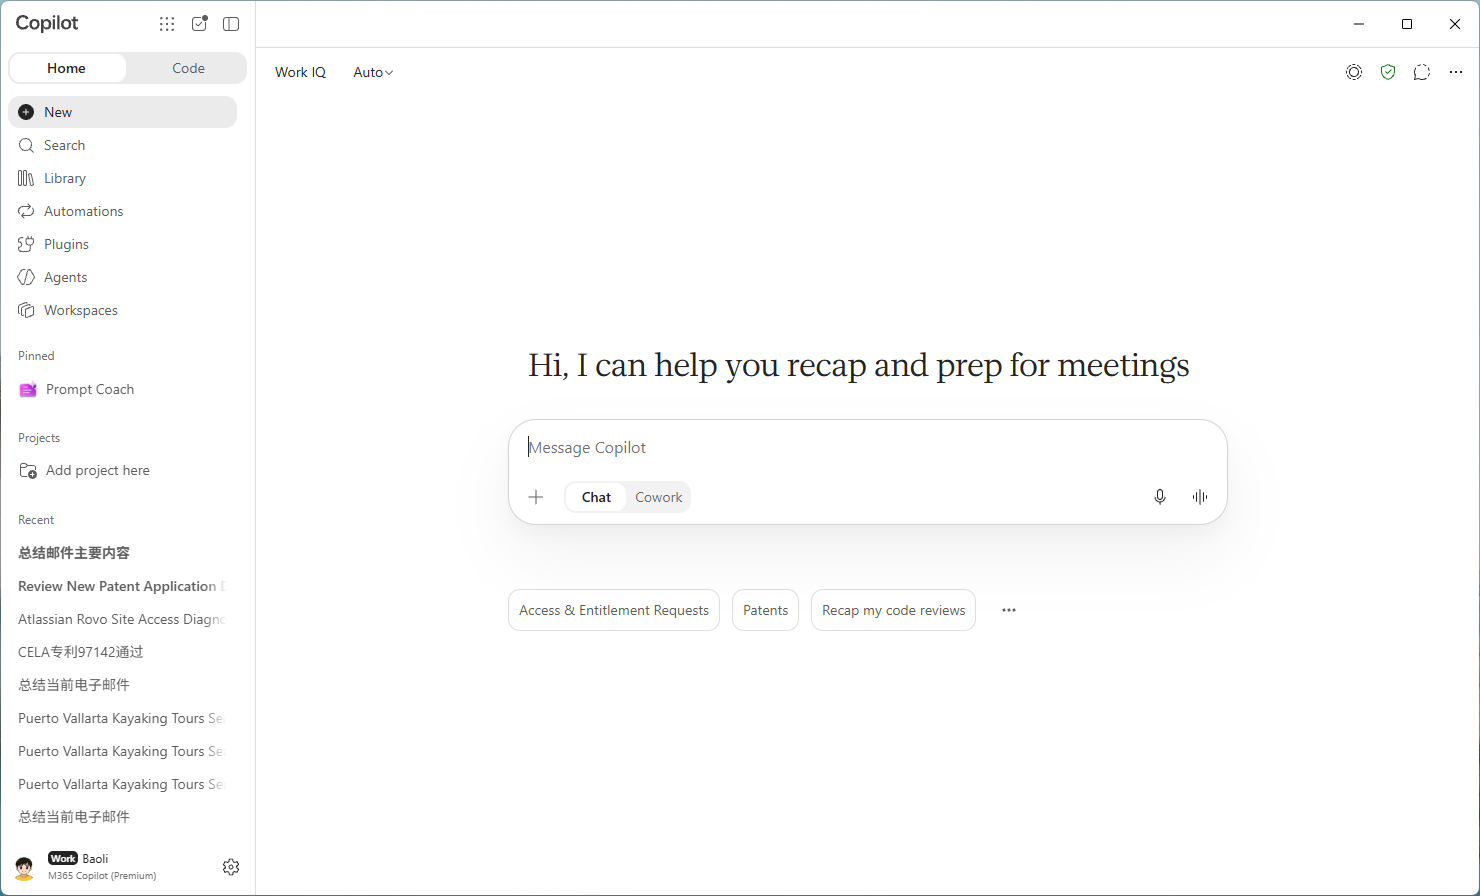 Copilot
Home
Code
New
Search
Library
Automations
Plugins
Agents
Workspaces
Pinned
Prompt Coach
Projects
Add project here
Recent
总结邮件主要内容
Review New Patent Application
Atlassian Rovo Site Access Diagno
CELA专利97142通过
总结当前电子邮件
Puerto Vallarta Kayaking Tours Se
Puerto Vallarta Kayaking Tours Se
Puerto Vallarta Kayaking Tours Se
总结当前电子邮件
Work Baoli
M365 Copilot (Premium)
Work IQ
Auto
Hi, I can help you recap and prep for meetings
Message Copilot
Chat
Cowork
Access & Entitlement Requests
Patents
Recap my code reviews